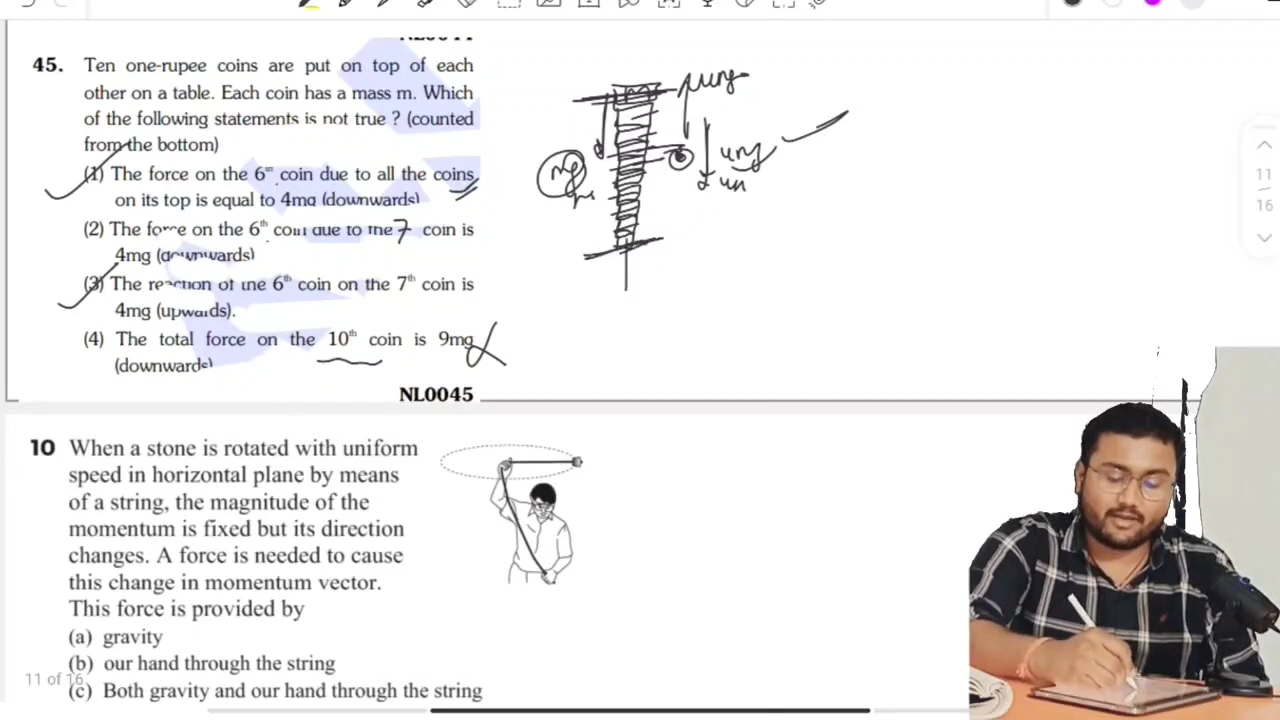 45. Ten one-rupee coins are put on top of each
other on a table. Each coin has a mass m. Which
of the following statements is not true ? (counted
from the bottom)
(1) The force on the 6th coin due to all the coins
on its top is equal to 4mg (downwards)
(2) The force on the 6th coin due to the 7 coin is
4mg (downwards)
(3) The reaction of the 6th coin on the 7th coin is
4mg (upwards).
(4) The total force on the 10th coin is 9mg
(downwards)
NL0045
11
16
10 When a stone is rotated with uniform
speed in horizontal plane by means
of a string, the magnitude of the
momentum is fixed but its direction
changes. A force is needed to cause
this change in momentum vector.
This force is provided by
(a) gravity
(b) our hand through the string
(c) Both gravity and our hand through the string
11 of 16